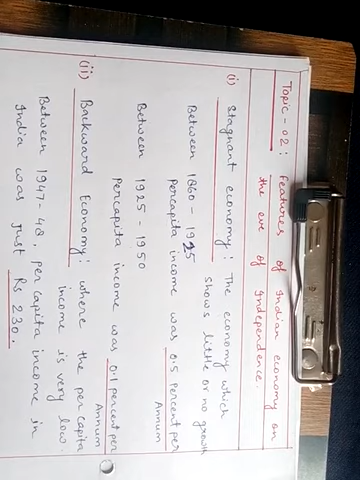 Topic - 02 : Features of Indian economy on
the eve of Independence.
(i) Stagnant economy : The economy which
shows little or no growth
Between 1860 - 1925
Percapita income was 0.5 percent per
Annum
Between 1925 - 1950
Percapita income was 0.1 percent per
Annum
(ii) Backward Economy : where the per capita
income is very low.
Between 1947-48, per capita income in
India was just Rs 230.